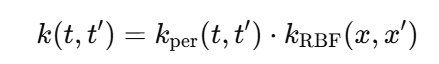 k(t, t′) = k_per(t, t′) · k_RBF(x, x′)